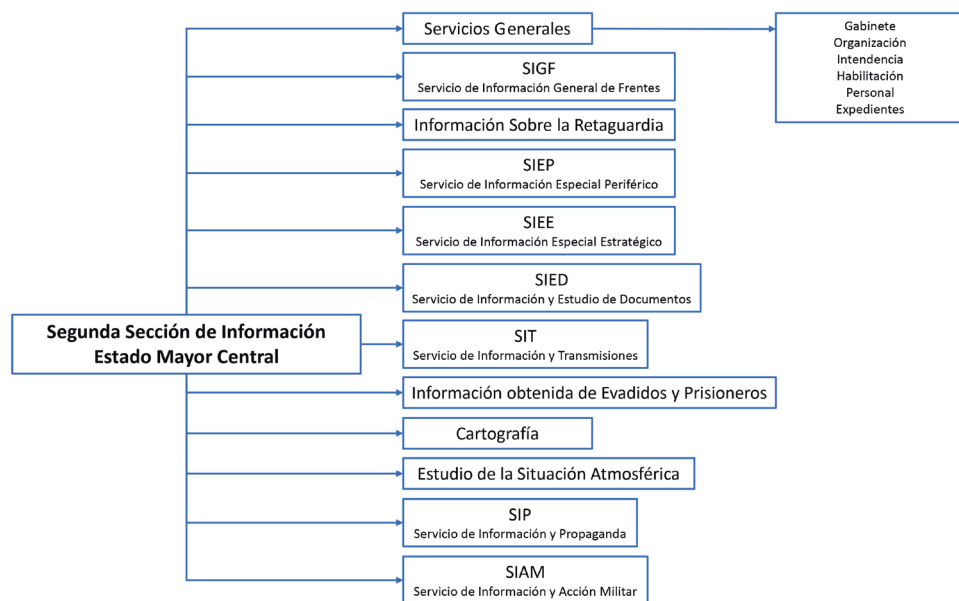 Servicios Generales
Gabinete
Organización
Intendencia
Habilitación
Personal
Expedientes
SIGF
Servicio de Información General de Frentes
Información Sobre la Retaguardia
SIEP
Servicio de Información Especial Periférico
SIEE
Servicio de Información Especial Estratégico
SIED
Servicio de Información y Estudio de Documentos
Segunda Sección de Información
Estado Mayor Central
SIT
Servicio de Información y Transmisiones
Información obtenida de Evadidos y Prisioneros
Cartografía
Estudio de la Situación Atmosférica
SIP
Servicio de Información y Propaganda
SIAM
Servicio de Información y Acción Militar